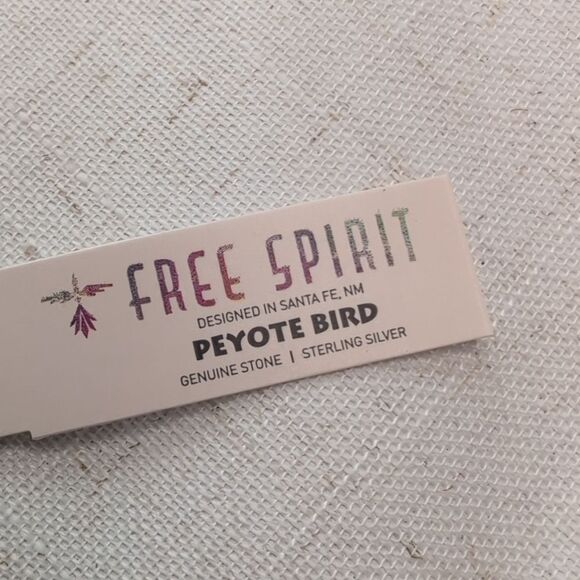 FREE SPIRIT
DESIGNED IN SANTA FE, NM
PEYOTE BIRD
GENUINE STONE | STERLING SILVER